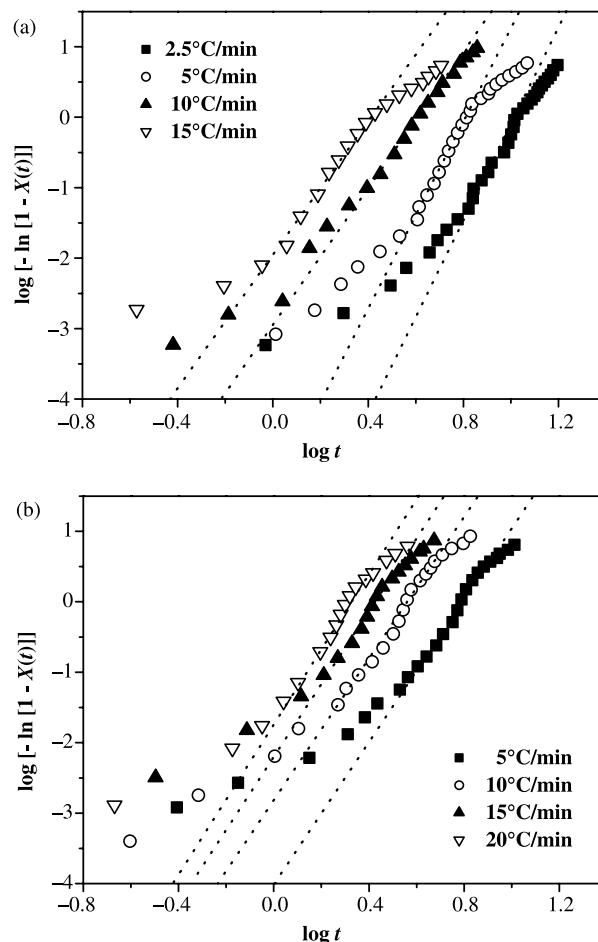 (a)
2.5°C/min
5°C/min
10°C/min
15°C/min
log [- ln [1 - X(t)]]
1
0
−1
−2
−3
−4
−0.8
−0.4
0.0
0.4
0.8
1.2
log t
(b)
log [- ln [1 - X(t)]]
1
0
−1
−2
−3
−4
5°C/min
10°C/min
15°C/min
20°C/min
−0.8
−0.4
0.0
0.4
0.8
1.2
log t